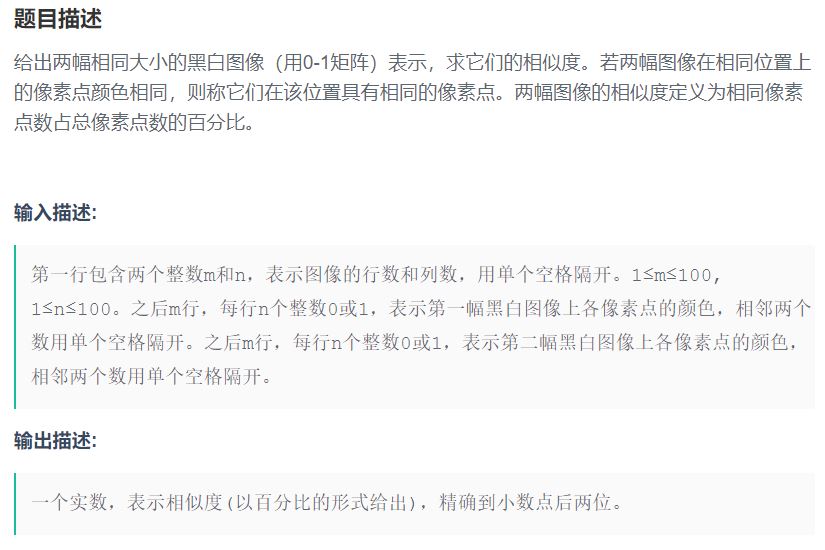 题目描述
给出两幅相同大小的黑白图像（用0-1矩阵）表示，求它们的相似度。若两幅图像在相同位置上
的像素点颜色相同，则称它们在该位置具有相同的像素点。两幅图像的相似度定义为相同像素
点数占总像素点数的百分比。
输入描述:
第一行包含两个整数m和n，表示图像的行数和列数，用单个空格隔开。1≤m≤100,
1≤n≤100。之后m行，每行n个整数0或1，表示第一幅黑白图像上各像素点的颜色，相邻两个
数用单个空格隔开。之后m行，每行n个整数0或1，表示第二幅黑白图像上各像素点的颜色，
相邻两个数用单个空格隔开。
输出描述:
一个实数，表示相似度(以百分比的形式给出)，精确到小数点后两位。